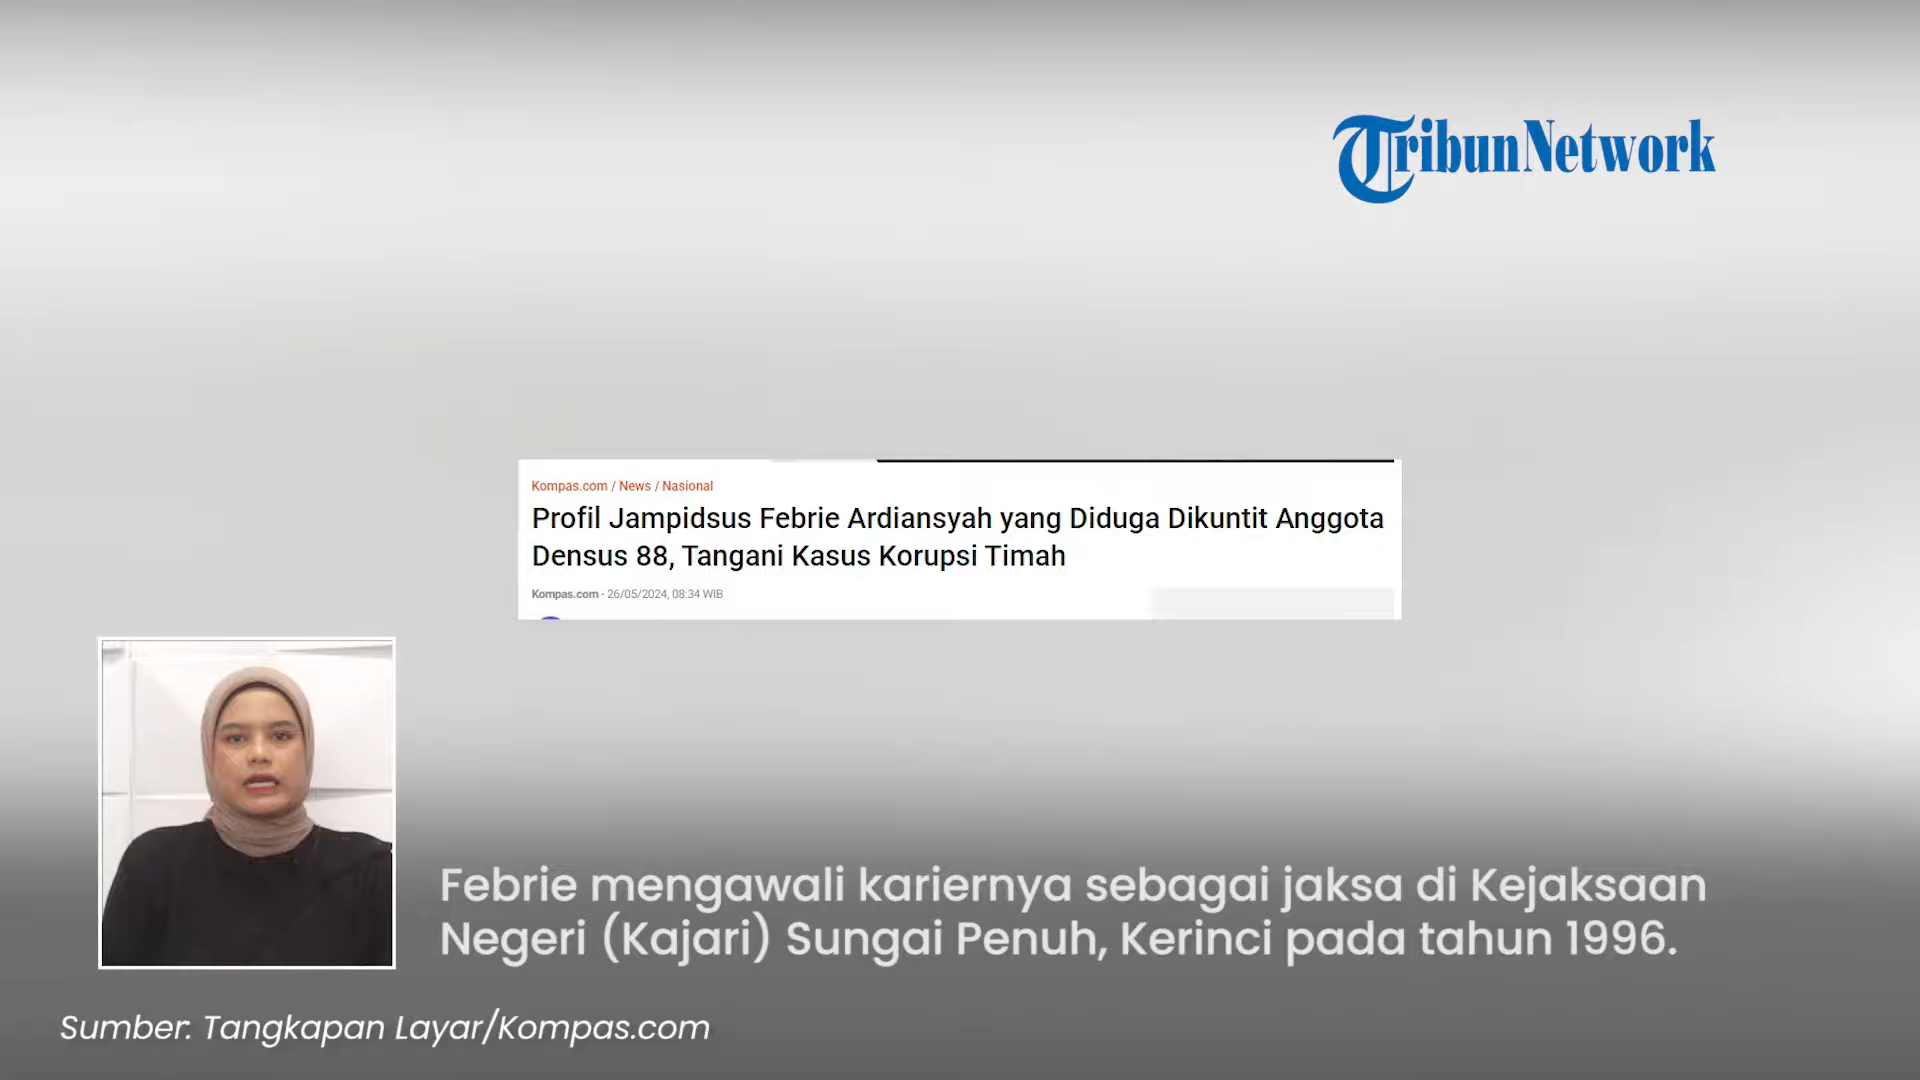 TribunNetwork
Kompas.com / News / Nasional
Profil Jampidsus Febrie Ardiansyah yang Diduga Dikuntit Anggota
Densus 88, Tangani Kasus Korupsi Timah
Kompas.com - 26/05/2024, 08:34 WIB
Febrie mengawali kariernya sebagai jaksa di Kejaksaan
Negeri (Kajari) Sungai Penuh, Kerinci pada tahun 1996.
Sumber: Tangkapan Layar/Kompas.com